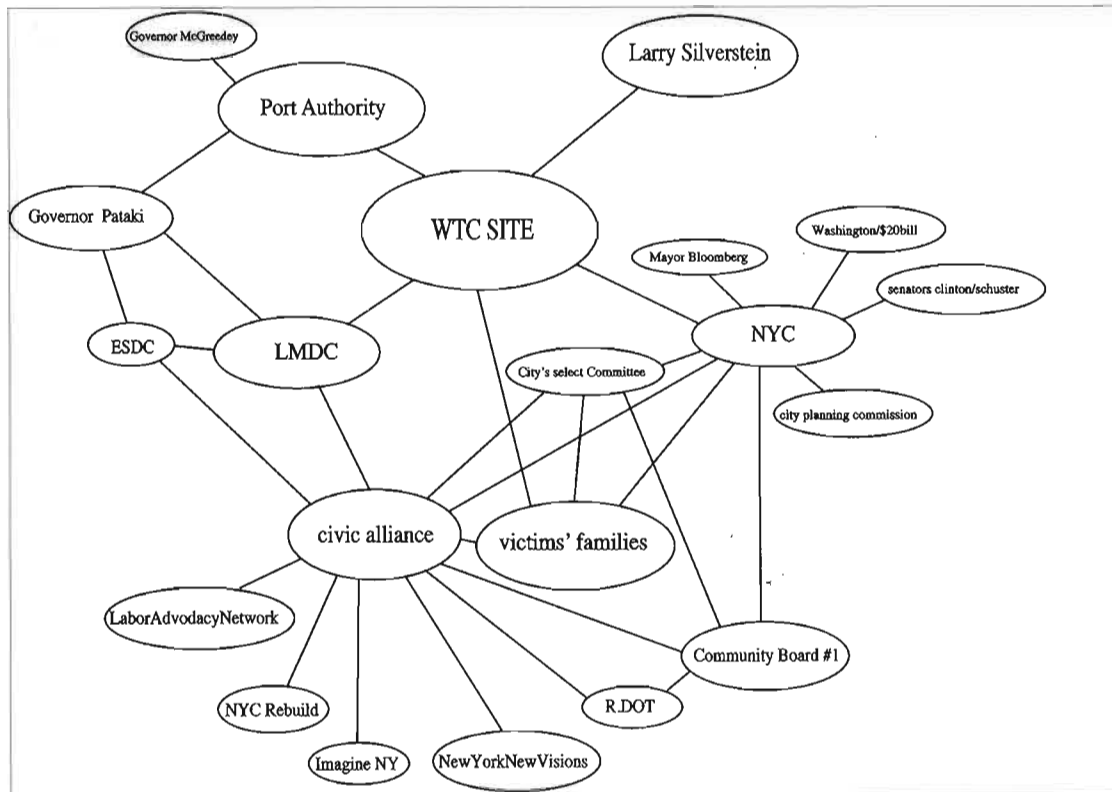 Governor McGreedey
Larry Silverstein
Port Authority
Governor Pataki
WTC SITE
Washington/$20bill
Mayor Bloomberg
senators clinton/schuster
NYC
ESDC
LMDC
City's select Committee
city planning commission
civic alliance
victims' families
LaborAdvodacyNetwork
Community Board #1
NYC Rebuild
R.DOT
Imagine NY
NewYorkNewVisions